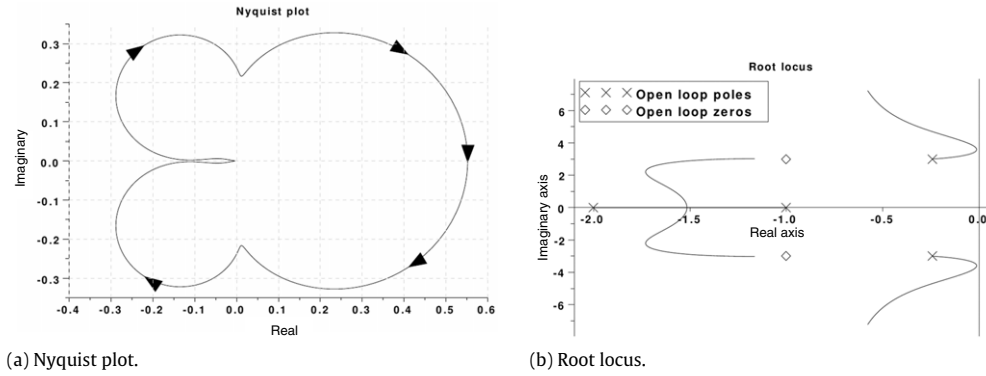 Nyquist plot
Imaginary
0.3
0.2
0.1
0.0
-0.1
-0.2
-0.3
-0.4 -0.3 -0.2 -0.1 0.0 0.1 0.2 0.3 0.4 0.5 0.6
Real
(a) Nyquist plot.
Root locus
Open loop poles
Open loop zeros
Imaginary axis
6
4
2
0
-2
-4
-6
-2.0 -1.5 -1.0 -0.5 0.0
Real axis
(b) Root locus.